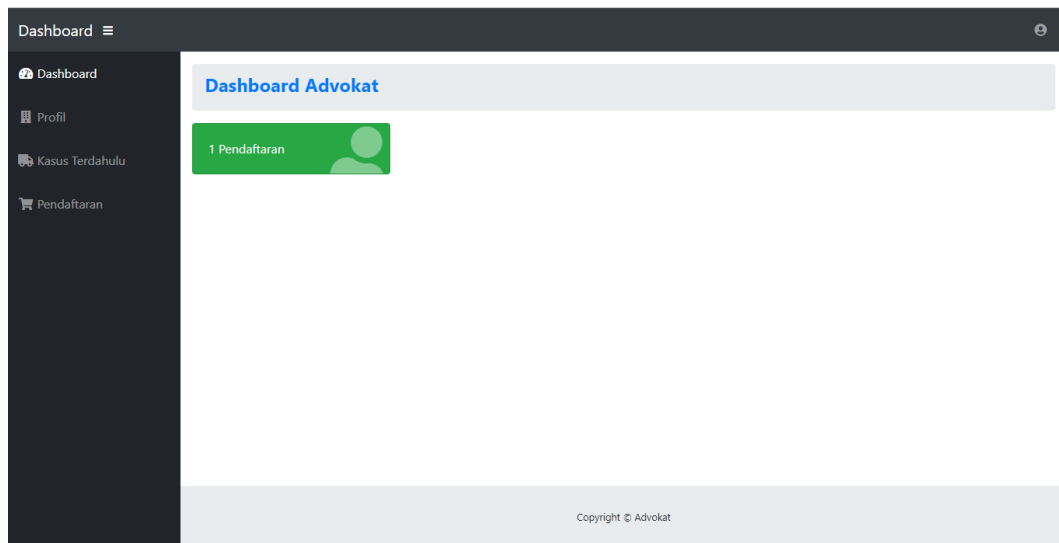 Dashboard
Dashboard
Profil
Kasus Terdahulu
Pendaftaran
Dashboard Advokat
1 Pendaftaran
Copyright © Advokat